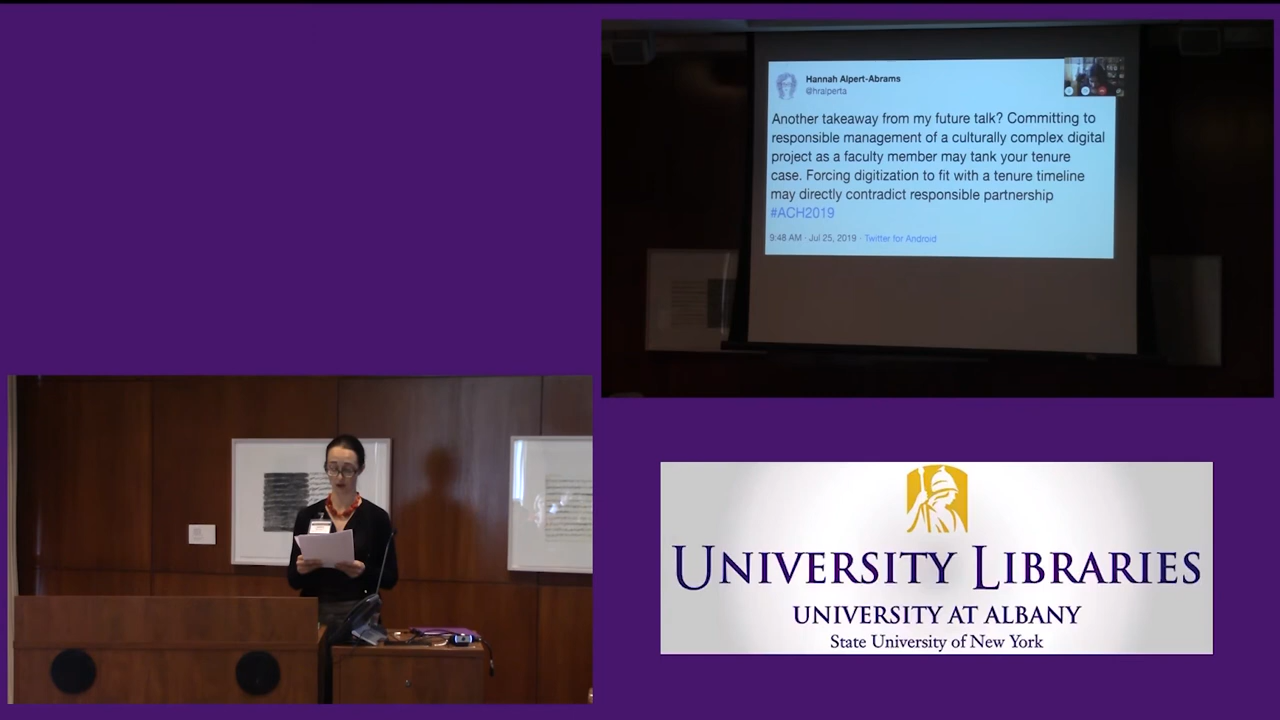 Hannah Alpert-Abrams
@hralperta
Another takeaway from my future talk? Committing to
responsible management of a culturally complex digital
project as a faculty member may tank your tenure
case. Forcing digitization to fit with a tenure timeline
may directly contradict responsible partnership
#ACH2019
9:48 AM · Jul 25, 2019 · Twitter for Android
UNIVERSITY LIBRARIES
UNIVERSITY AT ALBANY
State University of New York